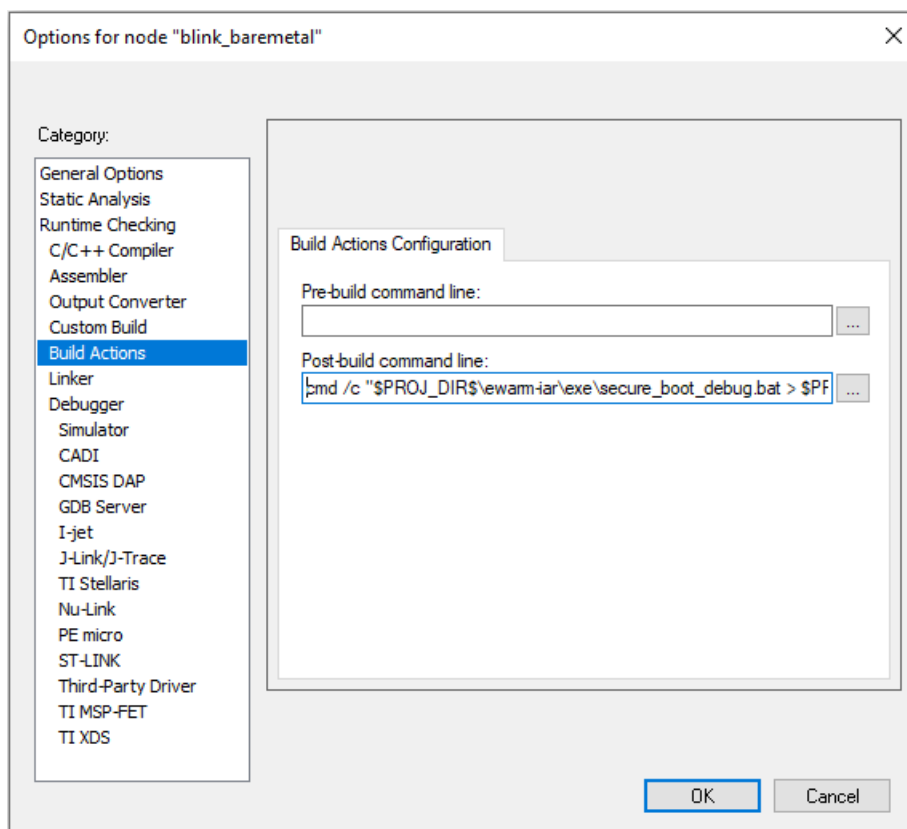 Options for node "blink_baremetal"
Category:
General Options
Static Analysis
Runtime Checking
C/C++ Compiler
Assembler
Output Converter
Custom Build
Build Actions
Linker
Debugger
Simulator
CADI
CMSIS DAP
GDB Server
I-jet
J-Link/J-Trace
TI Stellaris
Nu-Link
PE micro
ST-LINK
Third-Party Driver
TI MSP-FET
TI XDS
Build Actions Configuration
Pre-build command line:
...
Post-build command line:
cmd /c "$PROJ_DIR$\ewarm-iar\exe\secure_boot_debug.bat > $PF
...
OK
Cancel